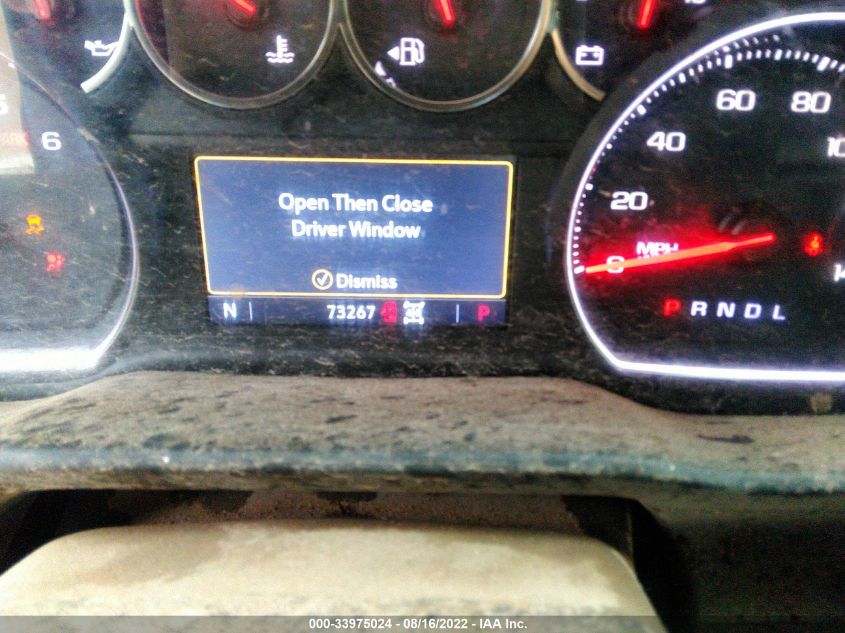 6
PARK
60
80
40
20
MPH
Open Then Close
Driver Window
Dismiss
N
73267
P
P R N D L
000-33975024 - 08/16/2022 - IAA Inc.